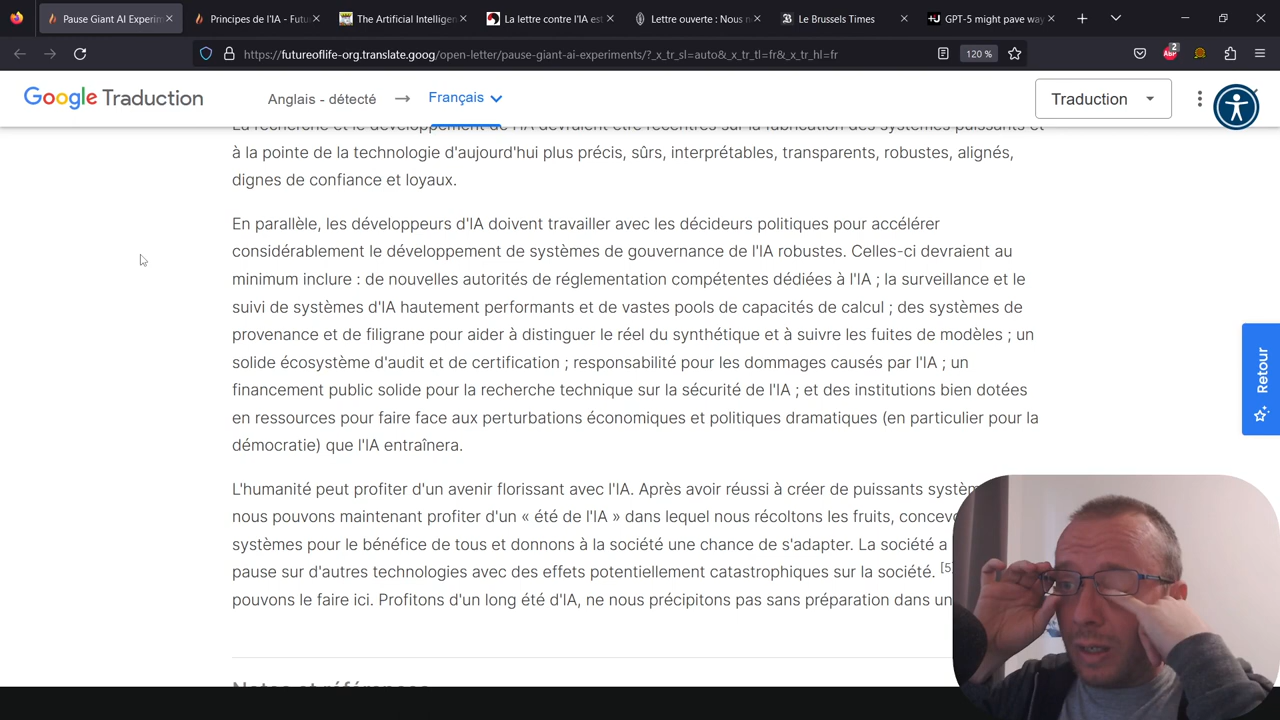 Pause Giant AI Experim
Principes de l'IA - Futu
The Artificial Intelligen
La lettre contre l'IA est
Lettre ouverte : Nous n
Le Brussels Times
GPT-5 might pave way
https://futureoflife-org.translate.goog/open-letter/pause-giant-ai-experiments/?_x_tr_sl=auto&_x_tr_tl=fr&_x_tr_hl=fr
120 %
2
ABP
Google Traduction
Anglais - détecté
Français
Traduction
La recherche et le développement de l'IA devraient être recentrés sur la fabrication des systèmes puissants et
à la pointe de la technologie d'aujourd'hui plus précis, sûrs, interprétables, transparents, robustes, alignés,
dignes de confiance et loyaux.
En parallèle, les développeurs d'IA doivent travailler avec les décideurs politiques pour accélérer
considérablement le développement de systèmes de gouvernance de l'IA robustes. Celles-ci devraient au
minimum inclure : de nouvelles autorités de réglementation compétentes dédiées à l'IA ; la surveillance et le
suivi de systèmes d'IA hautement performants et de vastes pools de capacités de calcul ; des systèmes de
provenance et de filigrane pour aider à distinguer le réel du synthétique et à suivre les fuites de modèles ; un
solide écosystème d'audit et de certification ; responsabilité pour les dommages causés par l'IA ; un
financement public solide pour la recherche technique sur la sécurité de l'IA ; et des institutions bien dotées
en ressources pour faire face aux perturbations économiques et politiques dramatiques (en particulier pour la
démocratie) que l'IA entraînera.
Retour
L'humanité peut profiter d'un avenir florissant avec l'IA. Après avoir réussi à créer de puissants systèm
nous pouvons maintenant profiter d'un « été de l'IA » dans lequel nous récoltons les fruits, concevo
systèmes pour le bénéfice de tous et donnons à la société une chance de s'adapter. La société a
pause sur d'autres technologies avec des effets potentiellement catastrophiques sur la société. [5]
pouvons le faire ici. Profitons d'un long été d'IA, ne nous précipitons pas sans préparation dans un
Notes et références